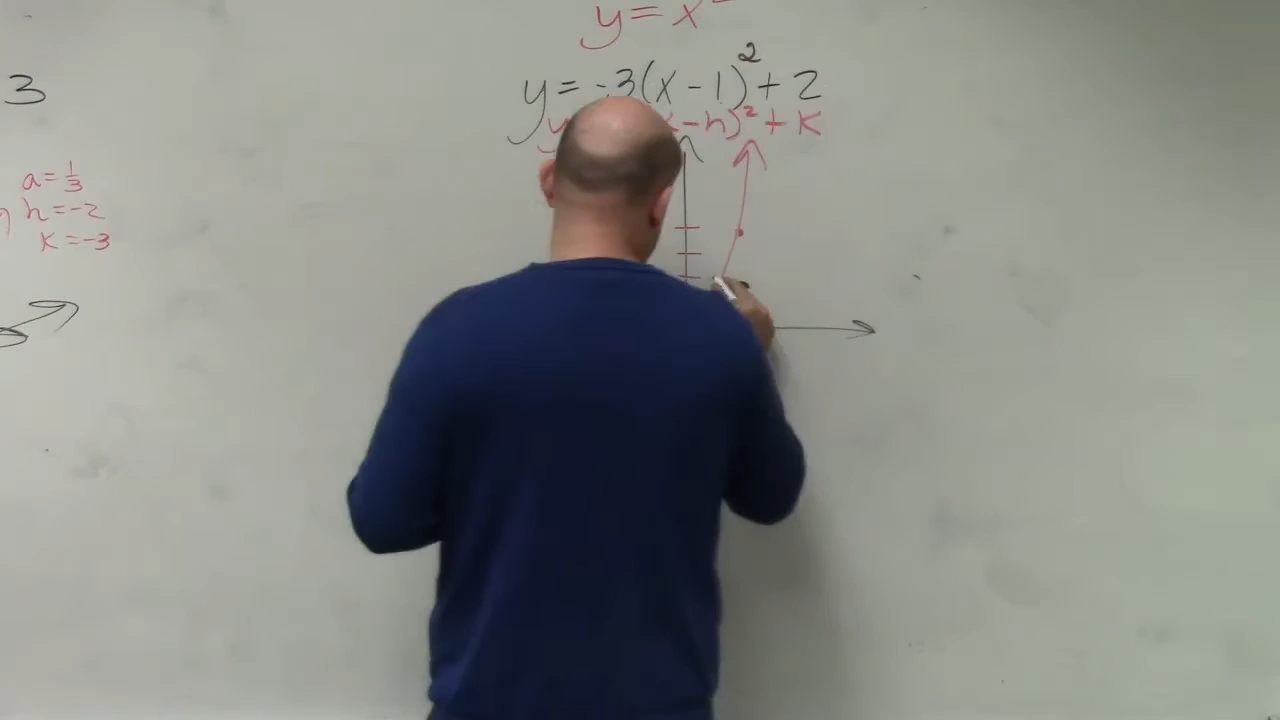 y = x²
y = -3(x - 1)² + 2
3
y -h)² + K
a = 1/3
h = -2
K = -3